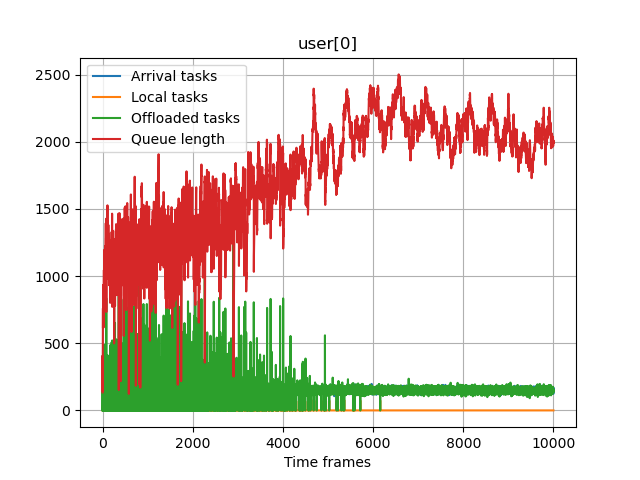 user[0]
Arrival tasks
Local tasks
Offloaded tasks
Queue length
2500
2000
1500
1000
500
0
0 2000 4000 6000 8000 10000
Time frames